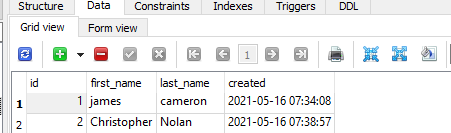 Structure Data Constraints Indexes Triggers DDL
Grid view Form view
1
id first_name last_name created
1 1 james cameron 2021-05-16 07:34:08
2 2 Christopher Nolan 2021-05-16 07:38:57